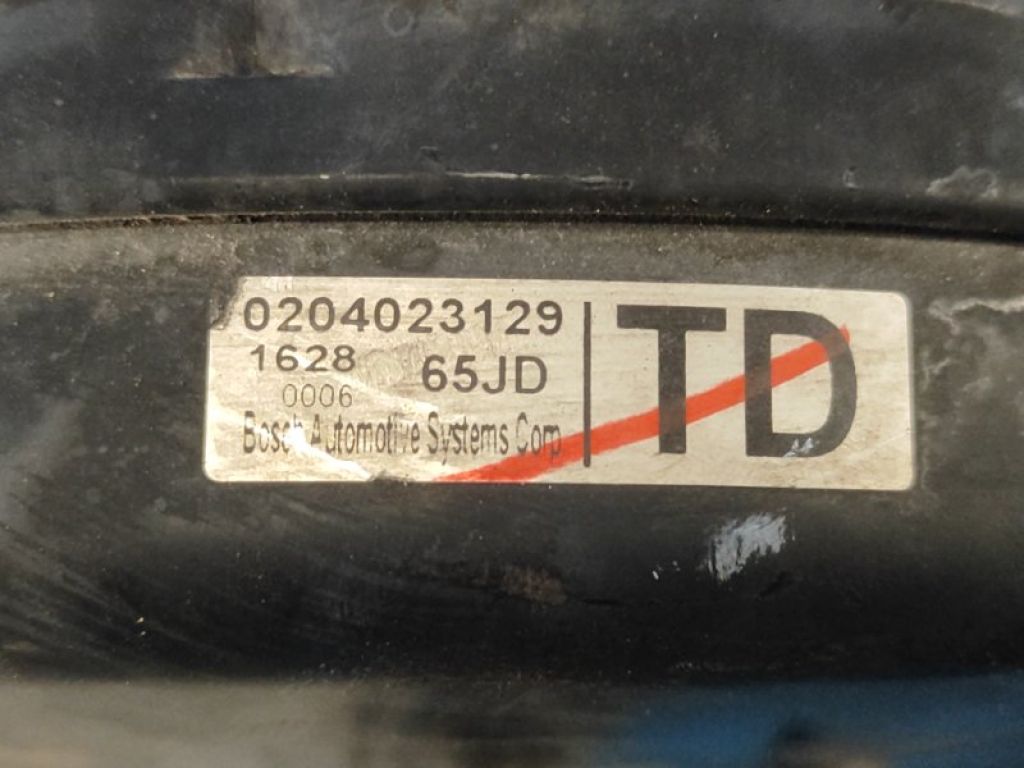 0204023129
1628 65JD
0006
Bosch Automotive Systems Corp
TD